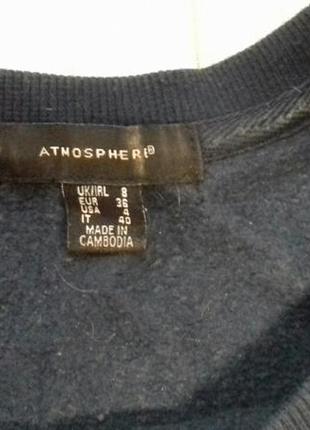 ATMOSPHERE
UK/IRL 8
EUR 36
USA 4
IT 40
MADE IN
CAMBODIA